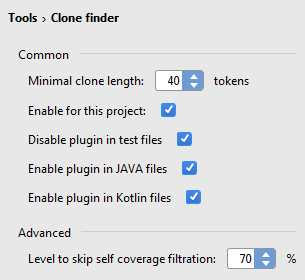 Tools › Clone finder
Common
Minimal clone length: 40 tokens
Enable for this project:
Disable plugin in test files
Enable plugin in JAVA files
Enable plugin in Kotlin files
Advanced
Level to skip self coverage filtration: 70 %